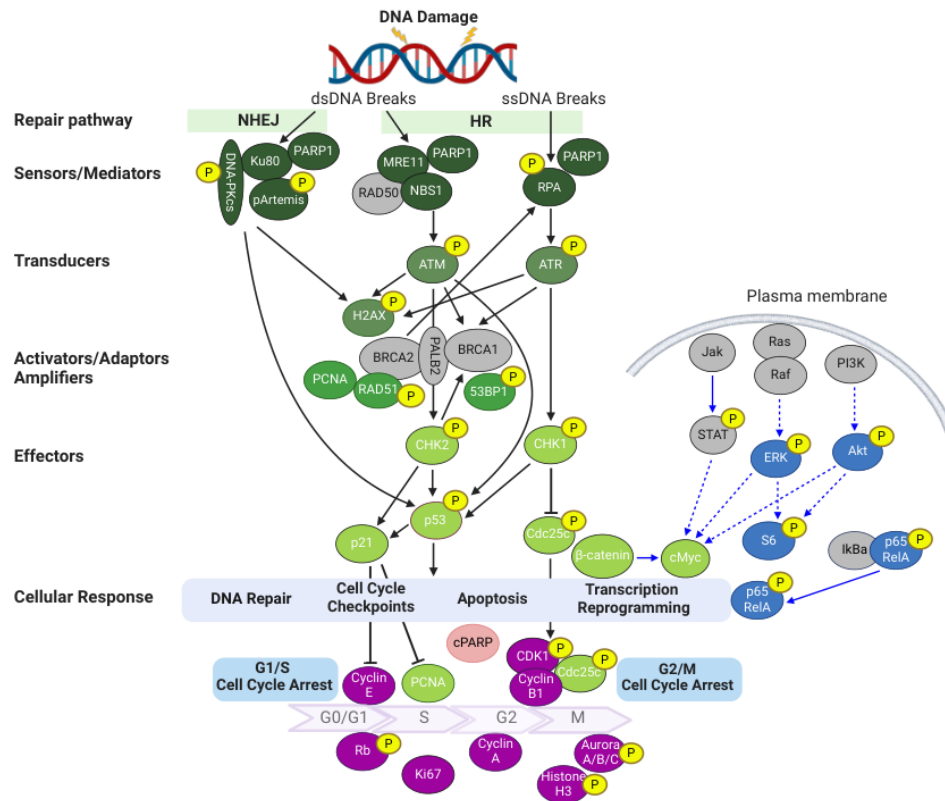 DNA Damage
dsDNA Breaks
ssDNA Breaks
Repair pathway
NHEJ
HR
Sensors/Mediators
P
DNA-PKcs
Ku80
PARP1
pArtemis
P
MRE11
PARP1
RAD50
NBS1
P
PARP1
RPA
Transducers
ATM
P
ATR
P
H2AX
P
Plasma membrane
Activators/Adaptors
Amplifiers
BRCA2
PALB2
BRCA1
PCNA
RAD51
P
53BP1
P
Jak
Ras
Raf
PI3K
STAT
P
Effectors
CHK2
P
CHK1
P
ERK
P
Akt
P
p53
P
p21
Cdc25c
P
β-catenin
cMyc
S6
P
IkBa
p65
RelA
P
Cellular Response
DNA Repair
Cell Cycle
Checkpoints
Apoptosis
Transcription
Reprogramming
p65
RelA
P
cPARP
G1/S
Cell Cycle Arrest
Cyclin
E
PCNA
CDK1
P
Cyclin
B1
Cdc25c
P
G2/M
Cell Cycle Arrest
G0/G1
S
G2
M
Rb
P
Ki67
Cyclin
A
Aurora
A/B/C
P
Histone
H3
P